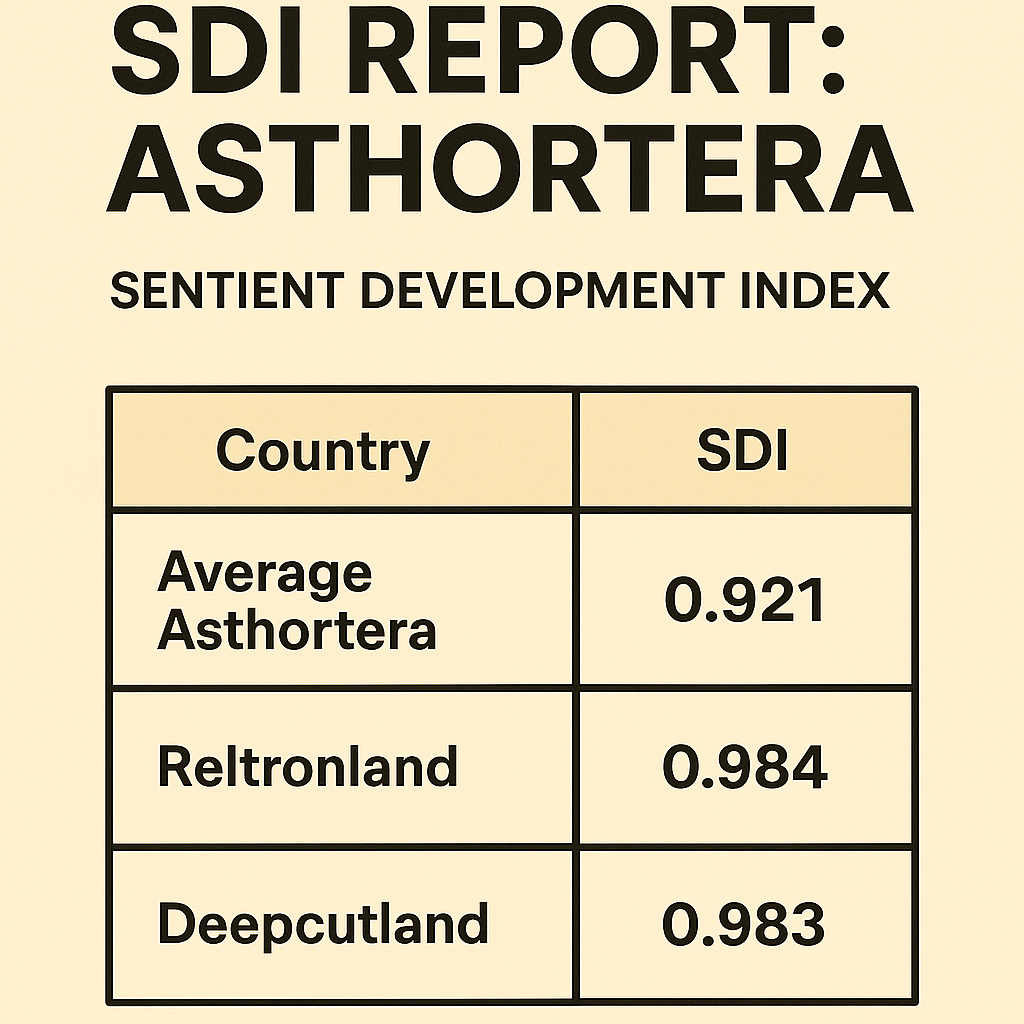 SDI REPORT:
ASTHORTERA
SENTIENT DEVELOPMENT INDEX
Country SDI
Average
Asthortera 0.921
Reltronland 0.984
Deepcutland 0.983